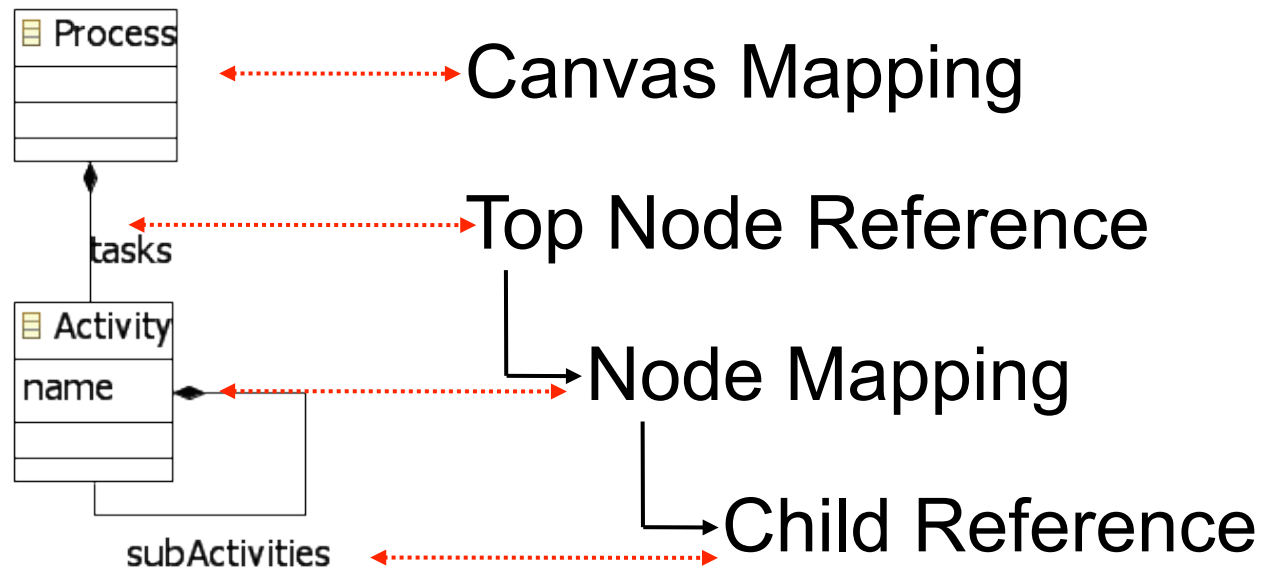 Process
Canvas Mapping
tasks
Top Node Reference
Activity
name
Node Mapping
subActivities
Child Reference